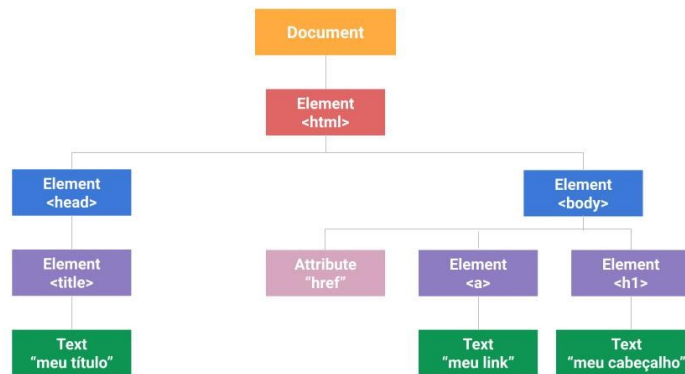 Document
Element
<html>
Element
<head>
Element
<body>
Element
<title>
Attribute
“href”
Element
<a>
Element
<h1>
Text
“meu título”
Text
“meu link”
Text
“meu cabeçalho”